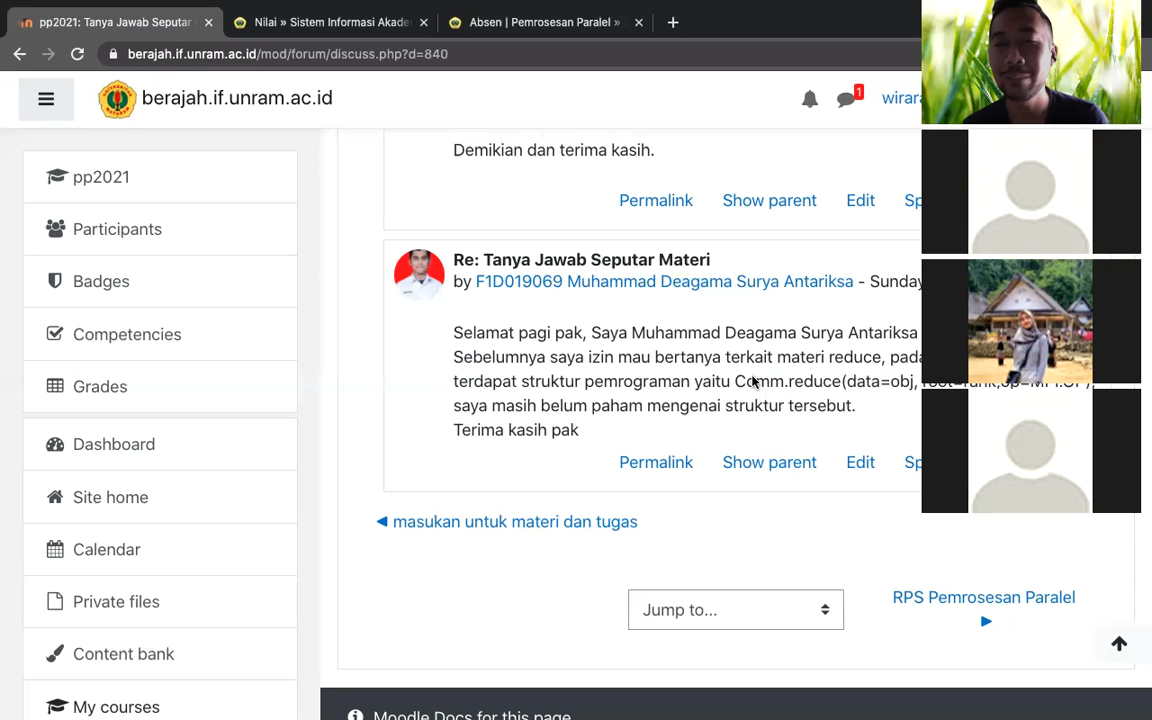 pp2021: Tanya Jawab Seputar
Nilai » Sistem Informasi Akade
Absen | Pemrosesan Paralel »
berajah.if.unram.ac.id/mod/forum/discuss.php?d=840
berajah.if.unram.ac.id
1
wirara
pp2021
Participants
Badges
Competencies
Grades
Dashboard
Site home
Calendar
Private files
Content bank
My courses
Demikian dan terima kasih.
Permalink Show parent Edit Sp
Re: Tanya Jawab Seputar Materi
by F1D019069 Muhammad Deagama Surya Antariksa - Sunday
Selamat pagi pak, Saya Muhammad Deagama Surya Antariksa
Sebelumnya saya izin mau bertanya terkait materi reduce, pada
terdapat struktur pemrograman yaitu Comm.reduce(data=obj,
saya masih belum paham mengenai struktur tersebut.
Terima kasih pak
Permalink Show parent Edit Sp
◄ masukan untuk materi dan tugas
Jump to...
RPS Pemrosesan Paralel
►
Moodle Docs for this page